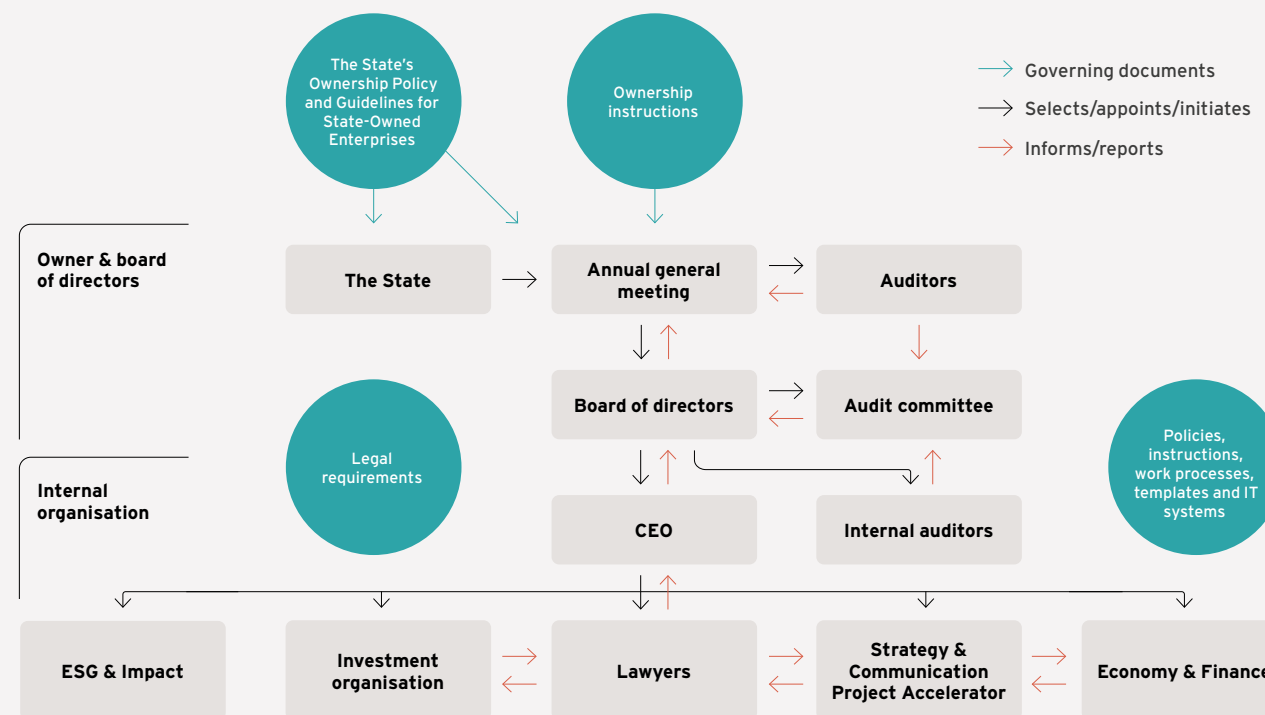 The State's
Ownership Policy
and Guidelines for
State-Owned
Enterprises
Ownership
instructions
Governing documents
Selects/appoints/initiates
Informs/reports
Owner & board
of directors
The State
Annual general
meeting
Auditors
Board of directors
Audit committee
Legal
requirements
Policies,
instructions,
work processes,
templates and IT
systems
Internal
organisation
CEO
Internal auditors
ESG & Impact
Investment
organisation
Lawyers
Strategy &
Communication
Project Accelerator
Economy & Finance